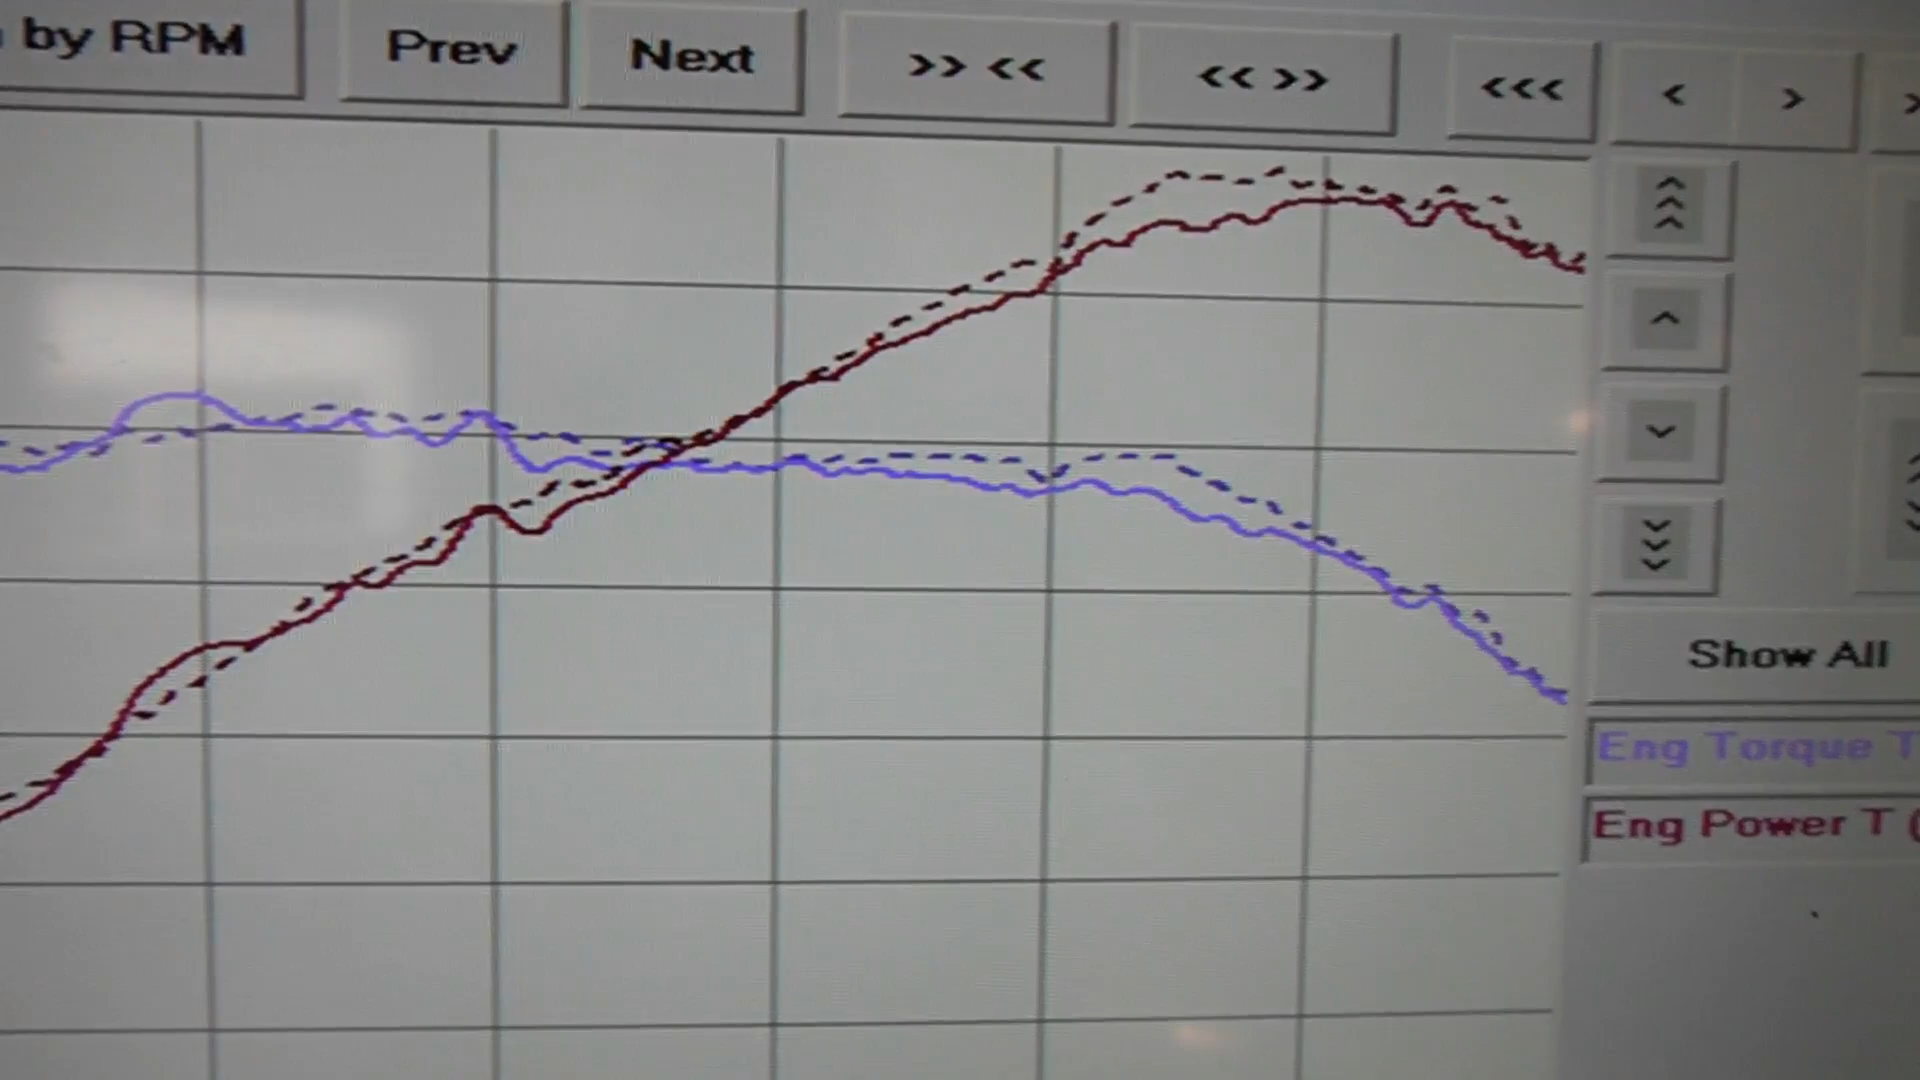 by RPM
Prev
Next
>> <<
<< >>
<<<
<
>
Show All
Eng Torque T
Eng Power T (